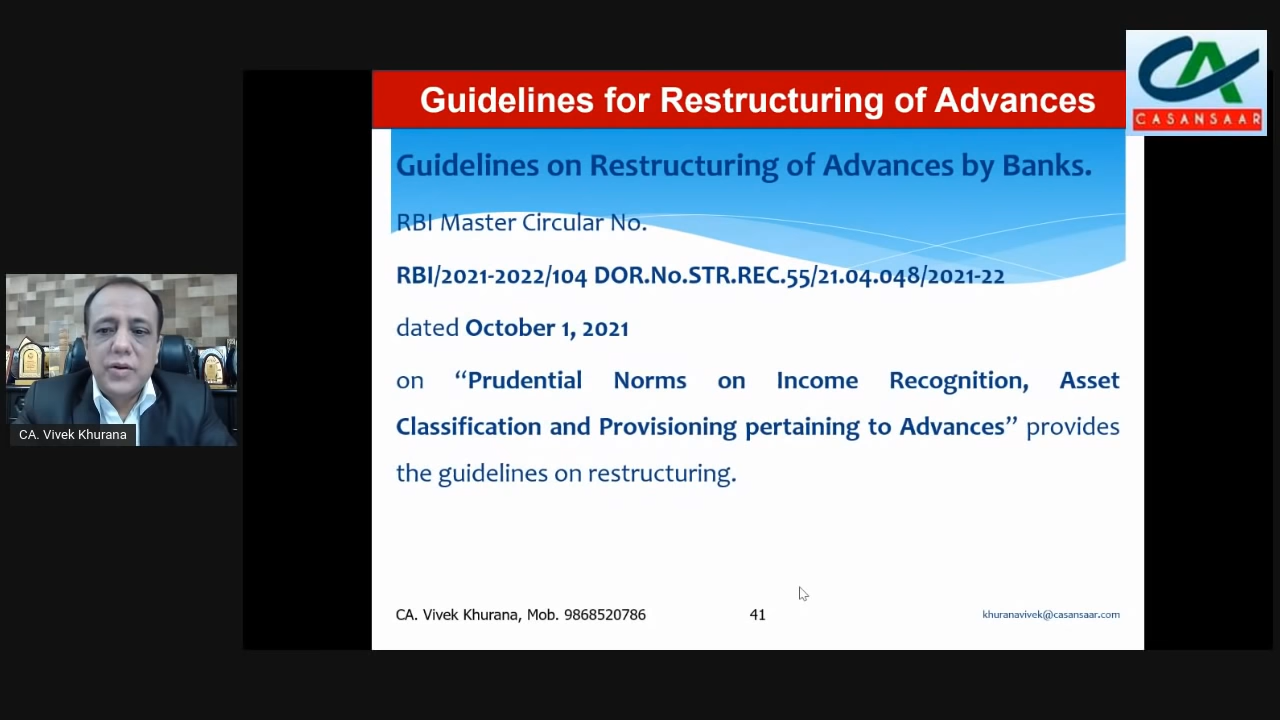 Guidelines for Restructuring of Advances
CASANSAAR
Guidelines on Restructuring of Advances by Banks.
RBI Master Circular No.
RBI/2021-2022/104 DOR.No.STR.REC.55/21.04.048/2021-22
dated October 1, 2021
on “Prudential Norms on Income Recognition, Asset
Classification and Provisioning pertaining to Advances” provides
the guidelines on restructuring.
CA. Vivek Khurana
CA. Vivek Khurana, Mob. 9868520786
41
khuranavivek@casansaar.com